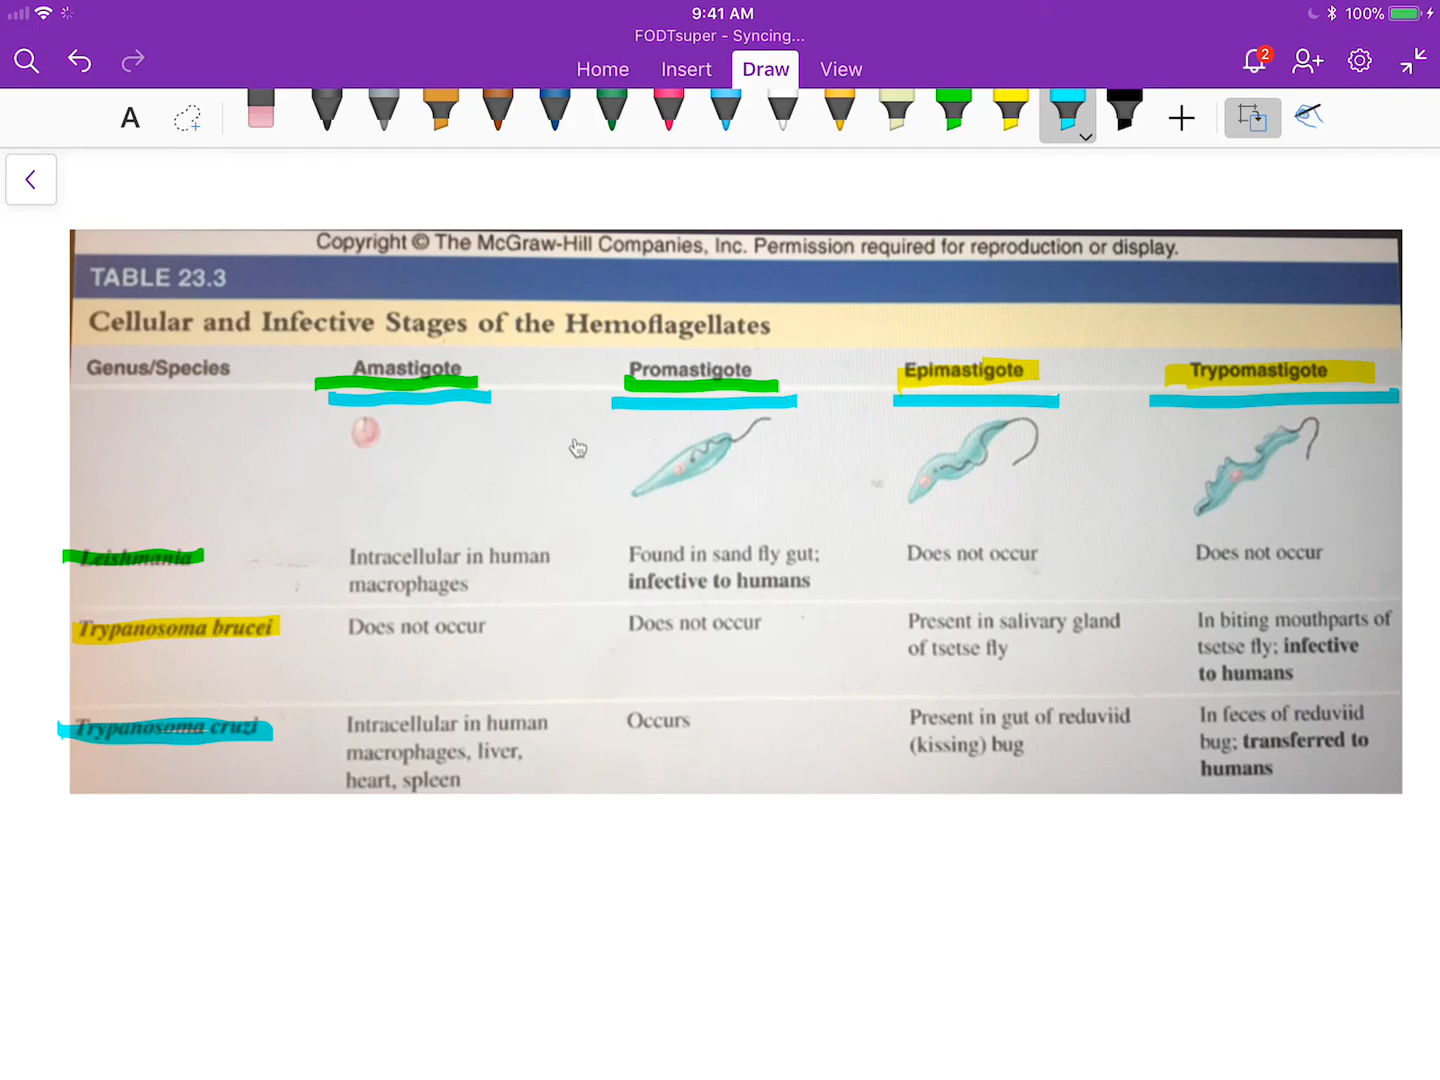 9:41 AM
100%
FODTsuper - Syncing...
2
Home Insert Draw View
A
Copyright © The McGraw-Hill Companies, Inc. Permission required for reproduction or display.
TABLE 23.3
Cellular and Infective Stages of the Hemoflagellates
Genus/Species Amastigote Promastigote Epimastigote Trypomastigote
Leishmania Intracellular in human Found in sand fly gut; Does not occur Does not occur
macrophages infective to humans
Trypanosoma brucei Does not occur Does not occur Present in salivary gland In biting mouthparts of
of tsetse fly tsetse fly; infective
to humans
Trypanosoma cruzi Intracellular in human Occurs Present in gut of reduviid In feces of reduviid
macrophages, liver, (kissing) bug bug; transferred to
heart, spleen humans